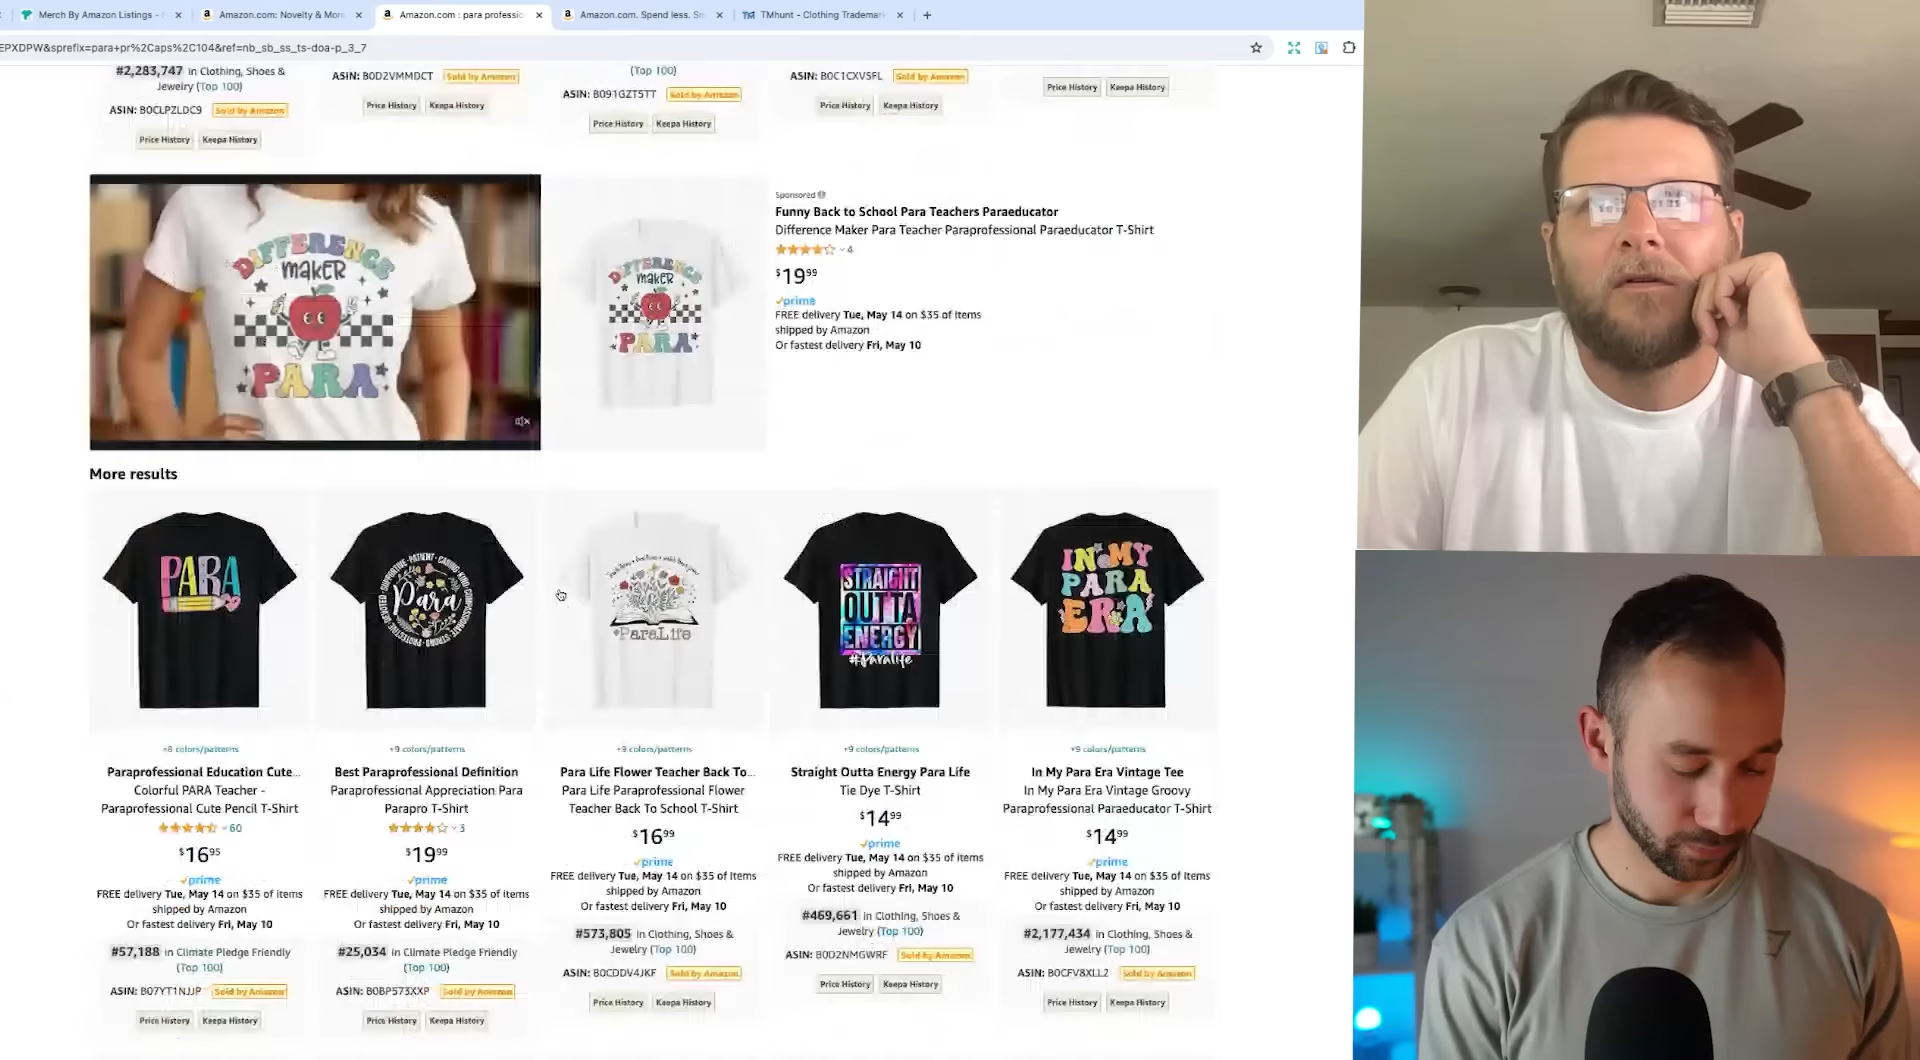 Merch By Amazon Listings -
Amazon.com: Novelty & Mor
Amazon.com : para professio
Amazon.com. Spend less. Sm
TMhunt - Clothing Trademar
EPXDPW&sprefix=para+pr%2Caps%2C104&ref=nb_sb_ss_ts-doa-p_3_7
#2,283,747 in Clothing, Shoes &
Jewelry (Top 100)
ASIN: B0CLPZLDC9 Sold by Amazon
Price History Keepa History
ASIN: B0D2VMMDCT Sold by Amazon
Price History Keepa History
(Top 100)
ASIN: B091GZT5TT Sold by Amazon
Price History Keepa History
ASIN: B0C1CXVSFL Sold by Amazon
Price History Keepa History
Price History Keepa History
DIFFERENCE
MAKER
PARA
DIFFERENCE
MAKER
PARA
Sponsored
Funny Back to School Para Teachers Paraeducator
Difference Maker Para Teacher Paraprofessional Paraeducator T-Shirt
4
$19.99
prime
FREE delivery Tue, May 14 on $35 of items
shipped by Amazon
Or fastest delivery Fri, May 10
More results
PARA
SUPPORTIVE · PATIENT · CARING · KIND · COMPASSIONATE · STRONG · PROTECTIVE · DEVOTED
Para
#ParaLife
STRAIGHT
OUTTA
ENERGY
#Paralife
IN MY
PARA
ERA
+8 colors/patterns
Paraprofessional Education Cute...
Colorful PARA Teacher -
Paraprofessional Cute Pencil T-Shirt
60
$16.95
prime
FREE delivery Tue, May 14 on $35 of items
shipped by Amazon
Or fastest delivery Fri, May 10
#57,188 in Climate Pledge Friendly
(Top 100)
ASIN: B07YT1NJJP Sold by Amazon
Price History Keepa History
+9 colors/patterns
Best Paraprofessional Definition
Paraprofessional Appreciation Para
Parapro T-Shirt
3
$19.99
prime
FREE delivery Tue, May 14 on $35 of items
shipped by Amazon
Or fastest delivery Fri, May 10
#25,034 in Climate Pledge Friendly
(Top 100)
ASIN: B0BP573XXP Sold by Amazon
Price History Keepa History
+9 colors/patterns
Para Life Flower Teacher Back To...
Para Life Paraprofessional Flower
Teacher Back To School T-Shirt
$16.99
prime
FREE delivery Tue, May 14 on $35 of items
shipped by Amazon
Or fastest delivery Fri, May 10
#573,805 in Clothing, Shoes &
Jewelry (Top 100)
ASIN: B0CDDV4JKF Sold by Amazon
Price History Keepa History
+9 colors/patterns
Straight Outta Energy Para Life
Tie Dye T-Shirt
$14.99
prime
FREE delivery Tue, May 14 on $35 of items
shipped by Amazon
Or fastest delivery Fri, May 10
#469,661 in Clothing, Shoes &
Jewelry (Top 100)
ASIN: B0D2NMGWRF Sold by Amazon
Price History Keepa History
+9 colors/patterns
In My Para Era Vintage Tee
In My Para Era Vintage Groovy
Paraprofessional Paraeducator T-Shirt
$14.99
prime
FREE delivery Tue, May 14 on $35 of items
shipped by Amazon
Or fastest delivery Fri, May 10
#2,177,434 in Clothing, Shoes &
Jewelry (Top 100)
ASIN: B0CFV8XLL2 Sold by Amazon
Price History Keepa History